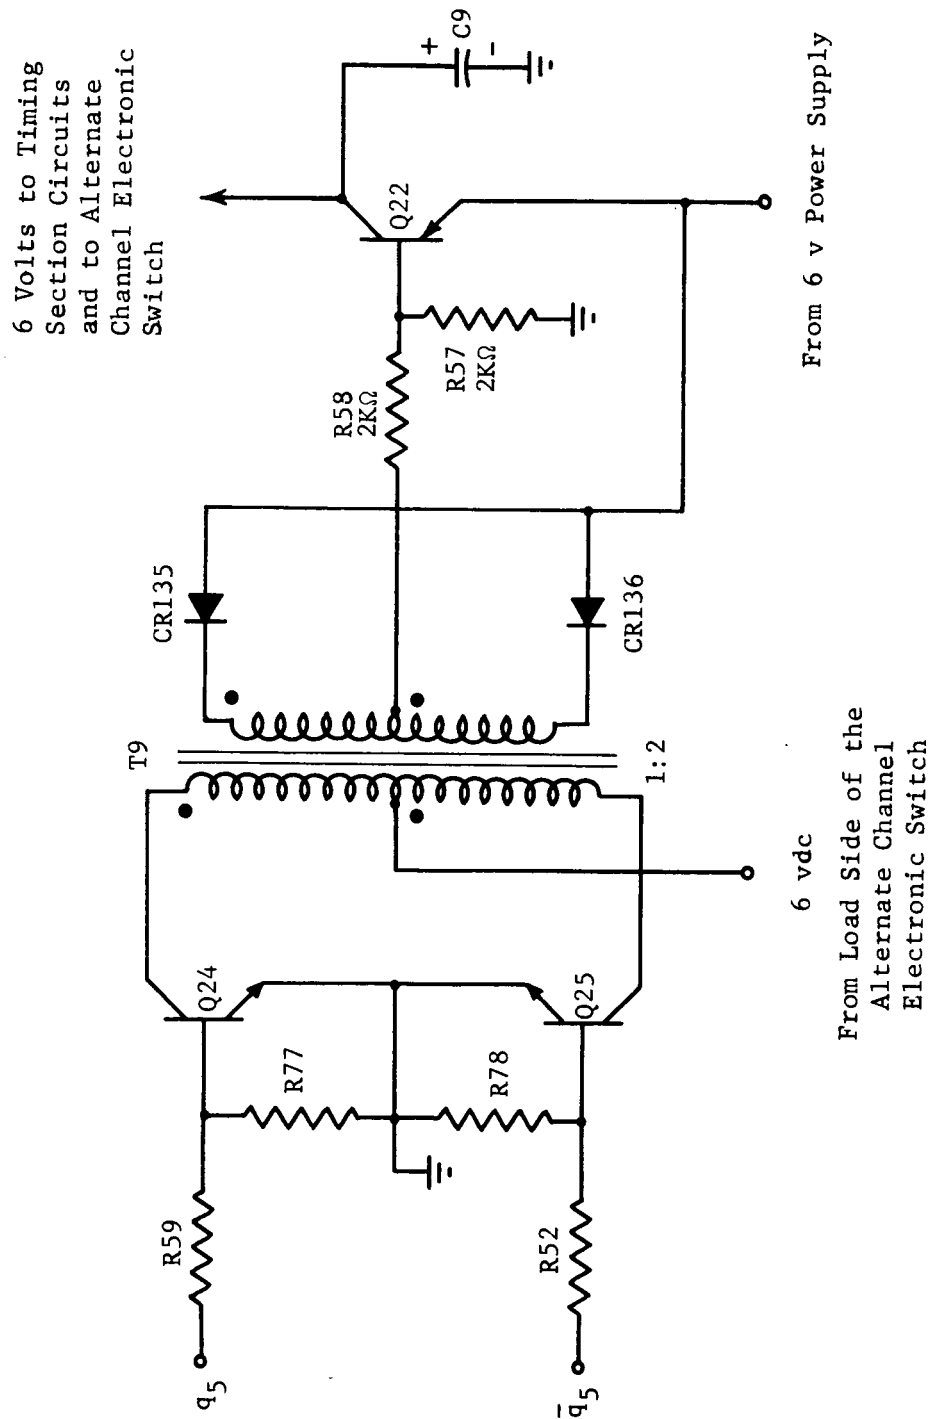 6 Volts to Timing
Section Circuits
and to Alternate
Channel Electronic
Switch
+
C9
-
Q22
R57
2KΩ
R58
2KΩ
From 6 v Power Supply
CR135
CR136
T9
1:2
6 vdc
From Load Side of the
Alternate Channel
Electronic Switch
Q24
Q25
R77
R78
R59
R52
q5
q̅5